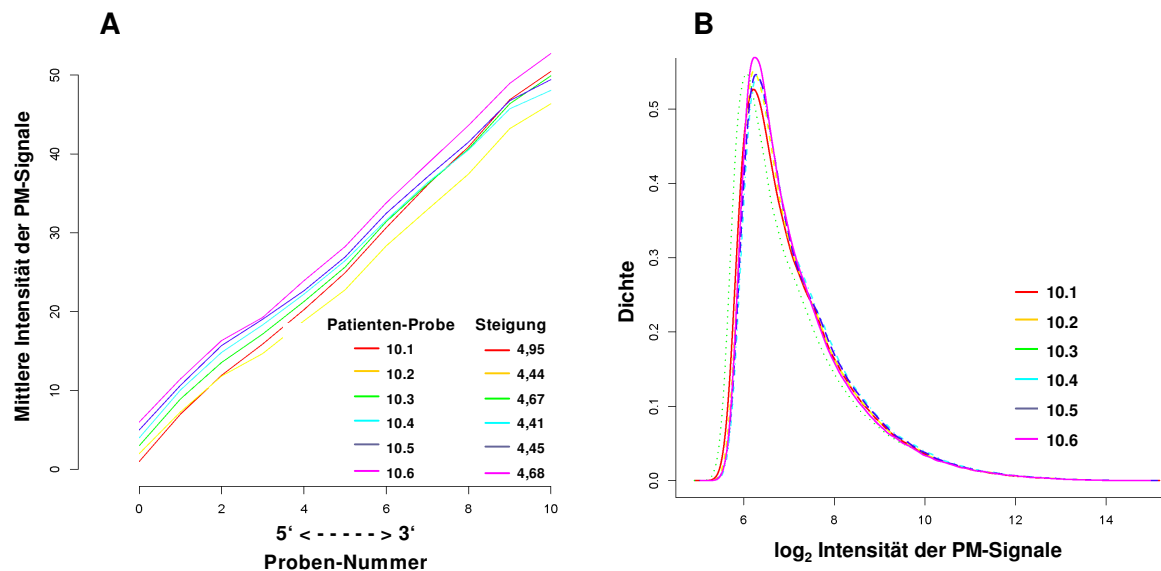 A
Mittlere Intensität der PM-Signale
50
40
30
20
10
0
Patienten-Probe Steigung
10.1 4,95
10.2 4,44
10.3 4,67
10.4 4,41
10.5 4,45
10.6 4,68
0 2 4 6 8 10
5‘ < - - - - - > 3‘
Proben-Nummer
B
Dichte
0.5
0.4
0.3
0.2
0.1
0.0
10.1
10.2
10.3
10.4
10.5
10.6
6 8 10 12 14
log₂ Intensität der PM-Signale